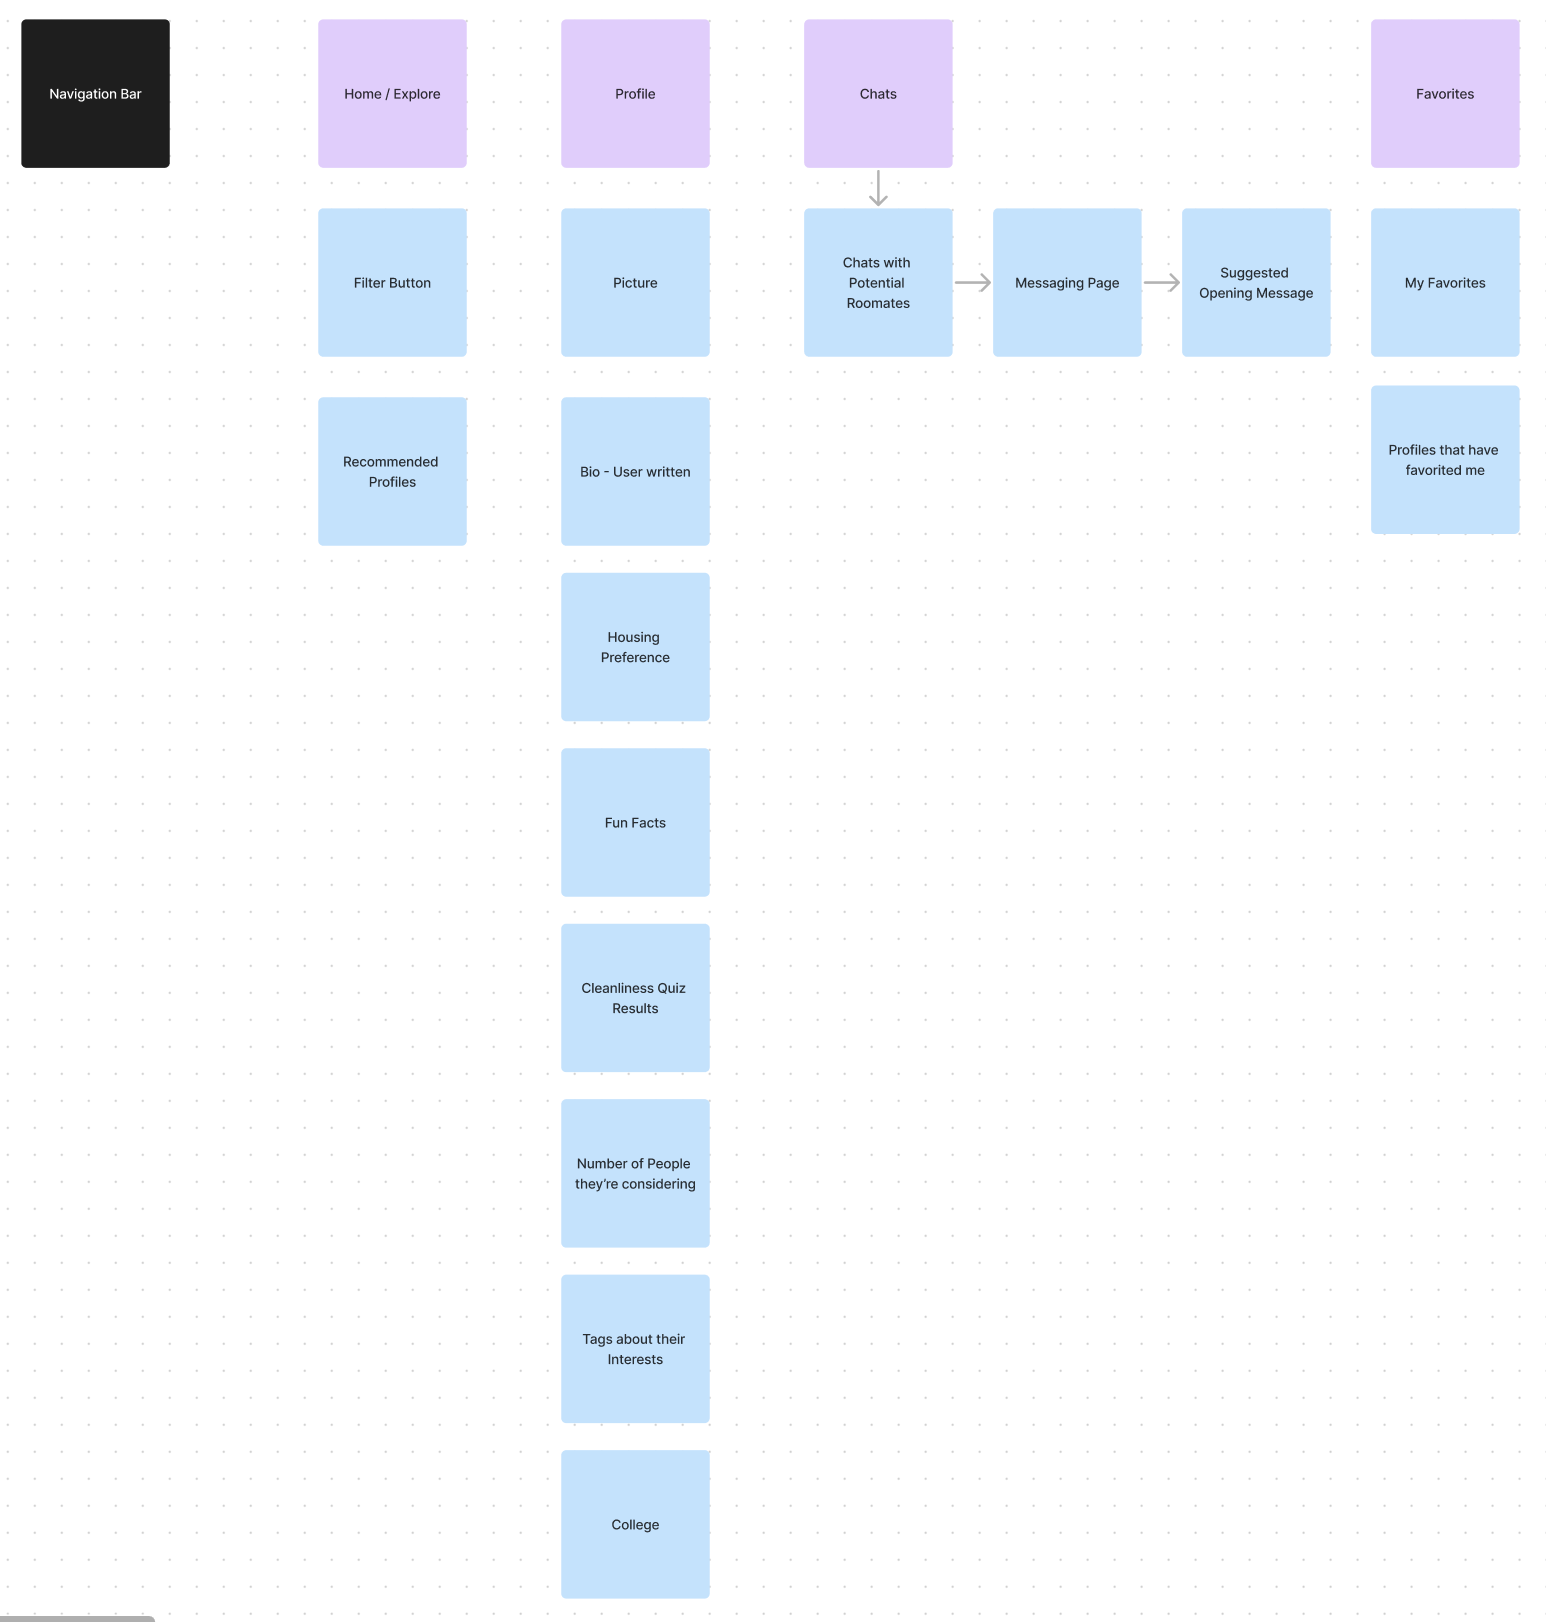 Navigation Bar
Home / Explore
Profile
Chats
Favorites
Filter Button
Picture
Chats with
Potential
Roomates
Messaging Page
Suggested
Opening Message
My Favorites
Recommended
Profiles
Bio - User written
Profiles that have
favorited me
Housing
Preference
Fun Facts
Cleanliness Quiz
Results
Number of People
they're considering
Tags about their
Interests
College